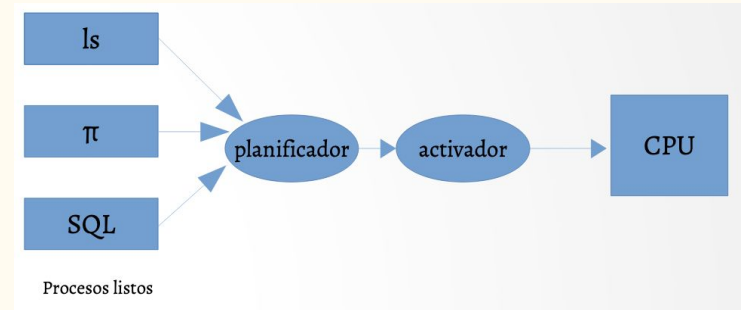 ls
π
planificador
activador
CPU
SQL
Procesos listos